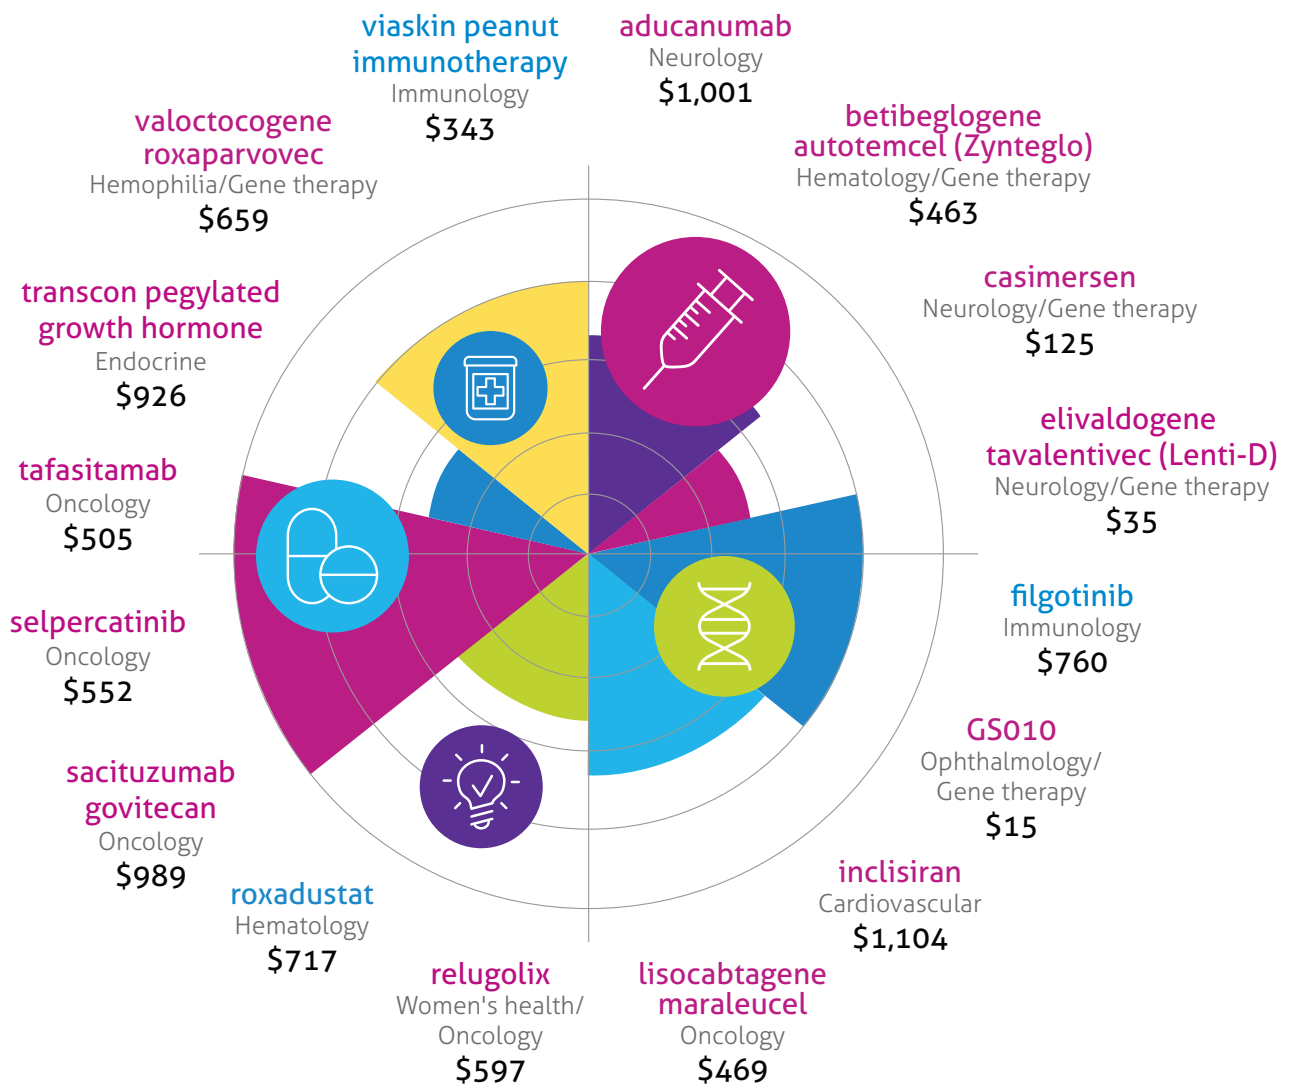 viaskin peanut
immunotherapy
Immunology
$343
aducanumab
Neurology
$1,001
betibeglogene
autotemcel (Zynteglo)
Hematology/Gene therapy
$463
casimersen
Neurology/Gene therapy
$125
elivaldogene
tavalentivec (Lenti-D)
Neurology/Gene therapy
$35
filgotinib
Immunology
$760
GS010
Ophthalmology/
Gene therapy
$15
inclisiran
Cardiovascular
$1,104
lisocabtagene
maraleucel
Oncology
$469
relugolix
Women's health/
Oncology
$597
roxadustat
Hematology
$717
sacituzumab
govitecan
Oncology
$989
selpercatinib
Oncology
$552
tafasitamab
Oncology
$505
transcon pegylated
growth hormone
Endocrine
$926
valoctocogene
roxaparvovec
Hemophilia/Gene therapy
$659